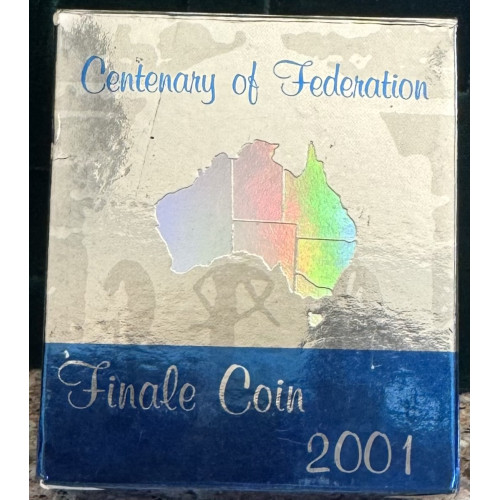 Centenary of Federation
Finale Coin
2001